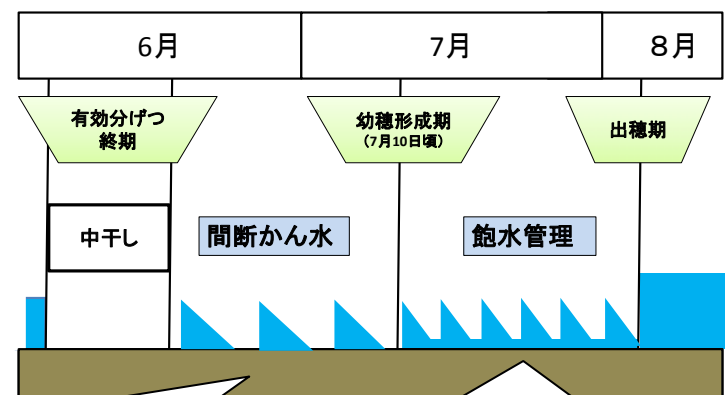 6月
7月
８月
有効分げつ
終期
幼穂形成期
（7月10日頃）
出穂期
中干し
間断かん水
飽水管理